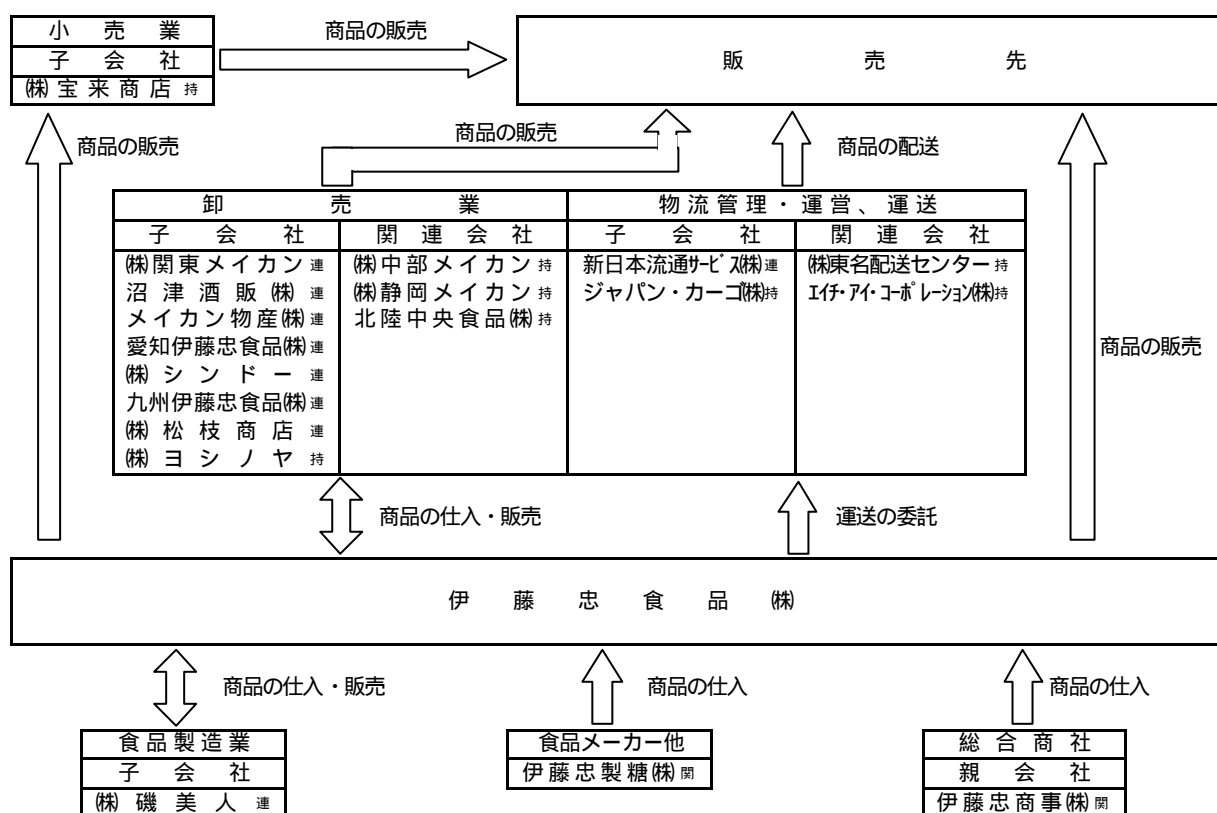 小売業
子会社
㈱宝来商店 持
商品の販売
販売先
商品の販売
商品の販売
商品の配送
商品の販売
卸売業
物流管理・運営、運送
子会社
関連会社
子会社
関連会社
㈱関東メイカン 連
沼津酒販㈱ 連
メイカン物産㈱ 連
愛知伊藤忠食品㈱ 連
㈱シンドー 連
九州伊藤忠食品㈱ 連
㈱松枝商店 連
㈱ヨシノヤ 持
㈱中部メイカン 持
㈱静岡メイカン 持
北陸中央食品㈱ 持
新日本流通ｻｰﾋﾞｽ㈱ 連
ジャパン・カーゴ㈱ 持
㈱東名配送センター 持
ｴｲﾁ･ｱｲ･ｺｰﾎﾟﾚｰｼｮﾝ㈱ 持
商品の仕入・販売
運送の委託
伊藤忠食品㈱
商品の仕入・販売
商品の仕入
商品の仕入
食品製造業
子会社
㈱磯美人 連
食品メーカー他
伊藤忠製糖㈱ 関
総合商社
親会社
伊藤忠商事㈱ 関